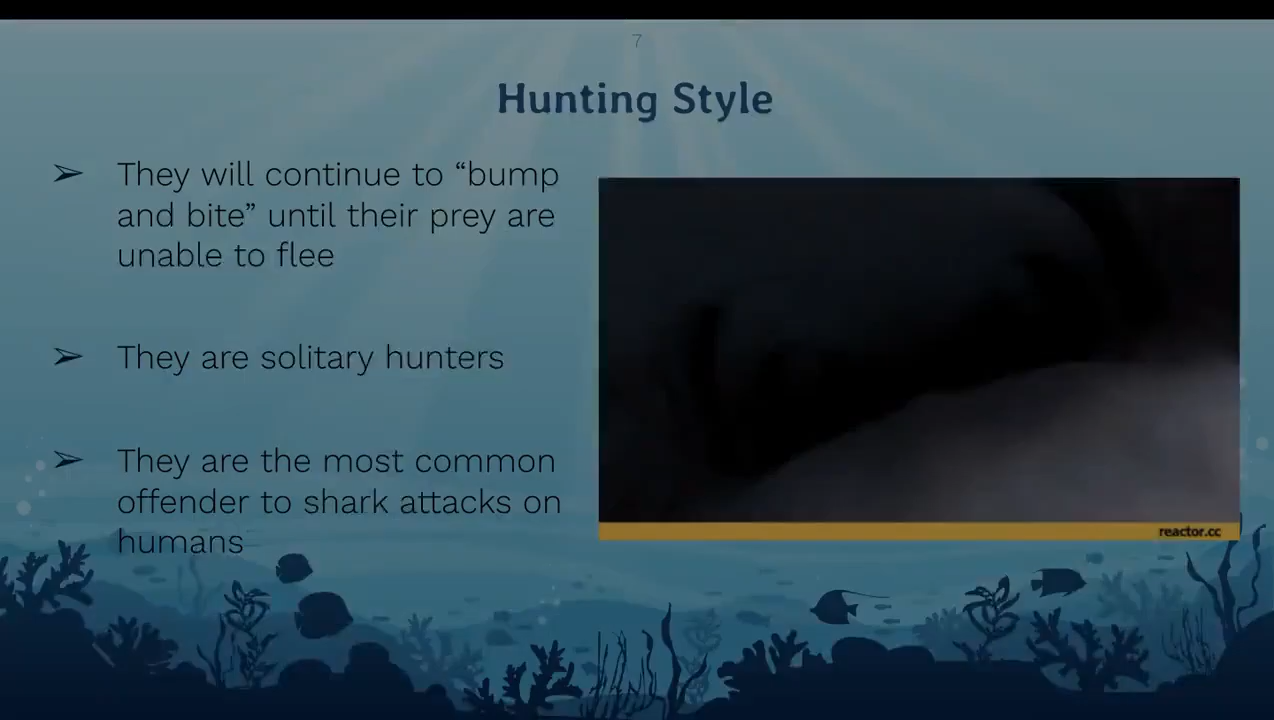 7
Hunting Style
➢ They will continue to “bump
and bite” until their prey are
unable to flee
➢ They are solitary hunters
➢ They are the most common
offender to shark attacks on
humans
reactor.cc